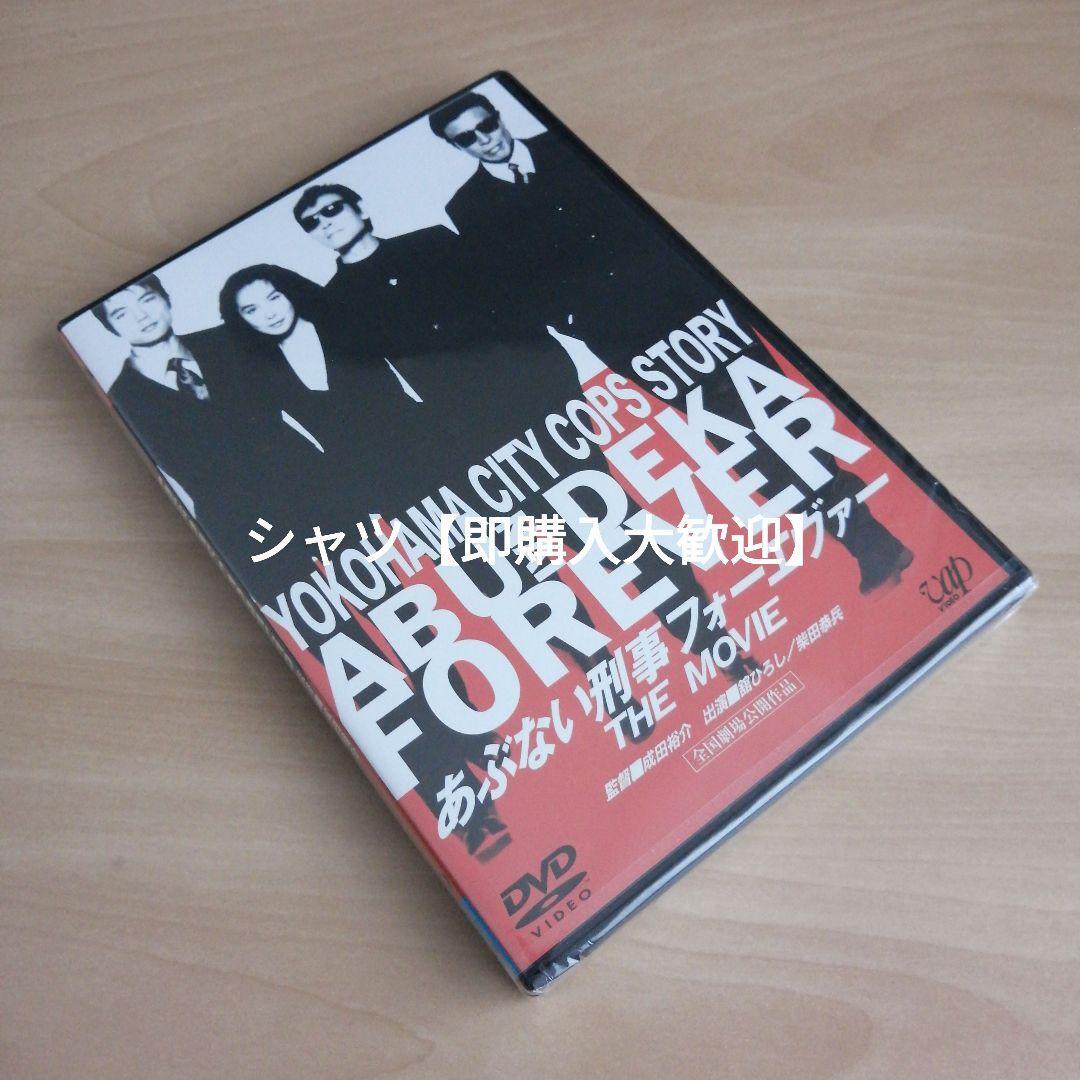 YOKOHAMA CITY COPS STORY
ABUDEKA
FOREVER
シャツ【即購入大歓迎】
あぶない刑事フォーエヴァー
THE MOVIE
監督■成田裕介 出演■舘ひろし/柴田恭兵
全国劇場公開作品
vap
VIDEO
DVD
VIDEO